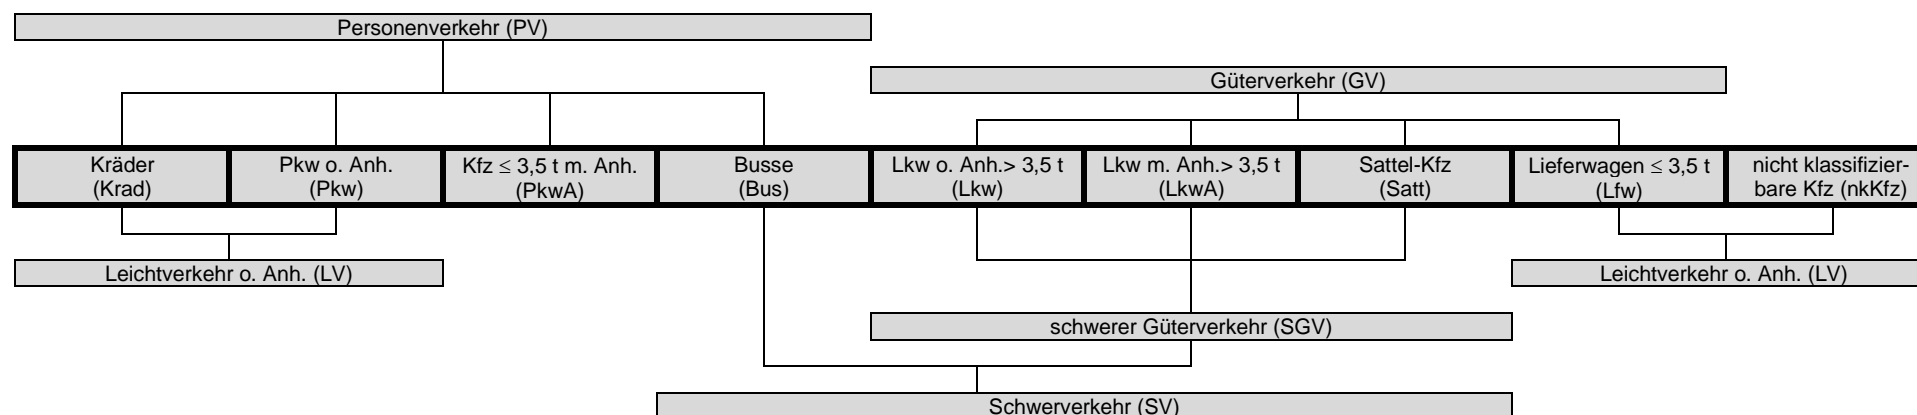 Personenverkehr (PV)
Güterverkehr (GV)
Kräder
(Krad)
Pkw o. Anh.
(Pkw)
Kfz ≤ 3,5 t m. Anh.
(PkwA)
Busse
(Bus)
Lkw o. Anh.> 3,5 t
(Lkw)
Lkw m. Anh.> 3,5 t
(LkwA)
Sattel-Kfz
(Satt)
Lieferwagen ≤ 3,5 t
(Lfw)
nicht klassifizier-
bare Kfz (nkKfz)
Leichtverkehr o. Anh. (LV)
Leichtverkehr o. Anh. (LV)
schwerer Güterverkehr (SGV)
Schwerverkehr (SV)